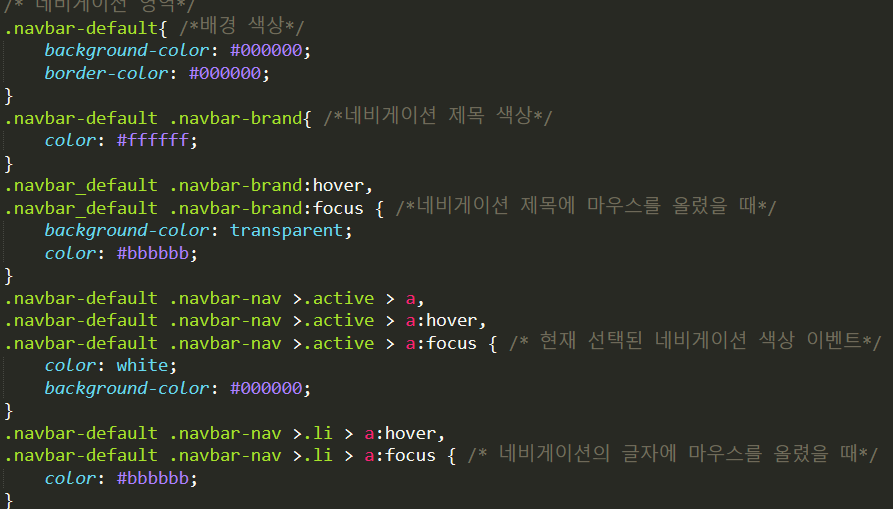 /* 네비게이션 영역*/
.navbar-default{ /*배경 색상*/
background-color: #000000;
border-color: #000000;
}
.navbar-default .navbar-brand{ /*네비게이션 제목 색상*/
color: #ffffff;
}
.navbar_default .navbar-brand:hover,
.navbar_default .navbar-brand:focus { /*네비게이션 제목에 마우스를 올렸을 때*/
background-color: transparent;
color: #bbbbbb;
}
.navbar-default .navbar-nav >.active > a,
.navbar-default .navbar-nav >.active > a:hover,
.navbar-default .navbar-nav >.active > a:focus { /* 현재 선택된 네비게이션 색상 이벤트*/
color: white;
background-color: #000000;
}
.navbar-default .navbar-nav >.li > a:hover,
.navbar-default .navbar-nav >.li > a:focus { /* 네비게이션의 글자에 마우스를 올렸을 때*/
color: #bbbbbb;
}